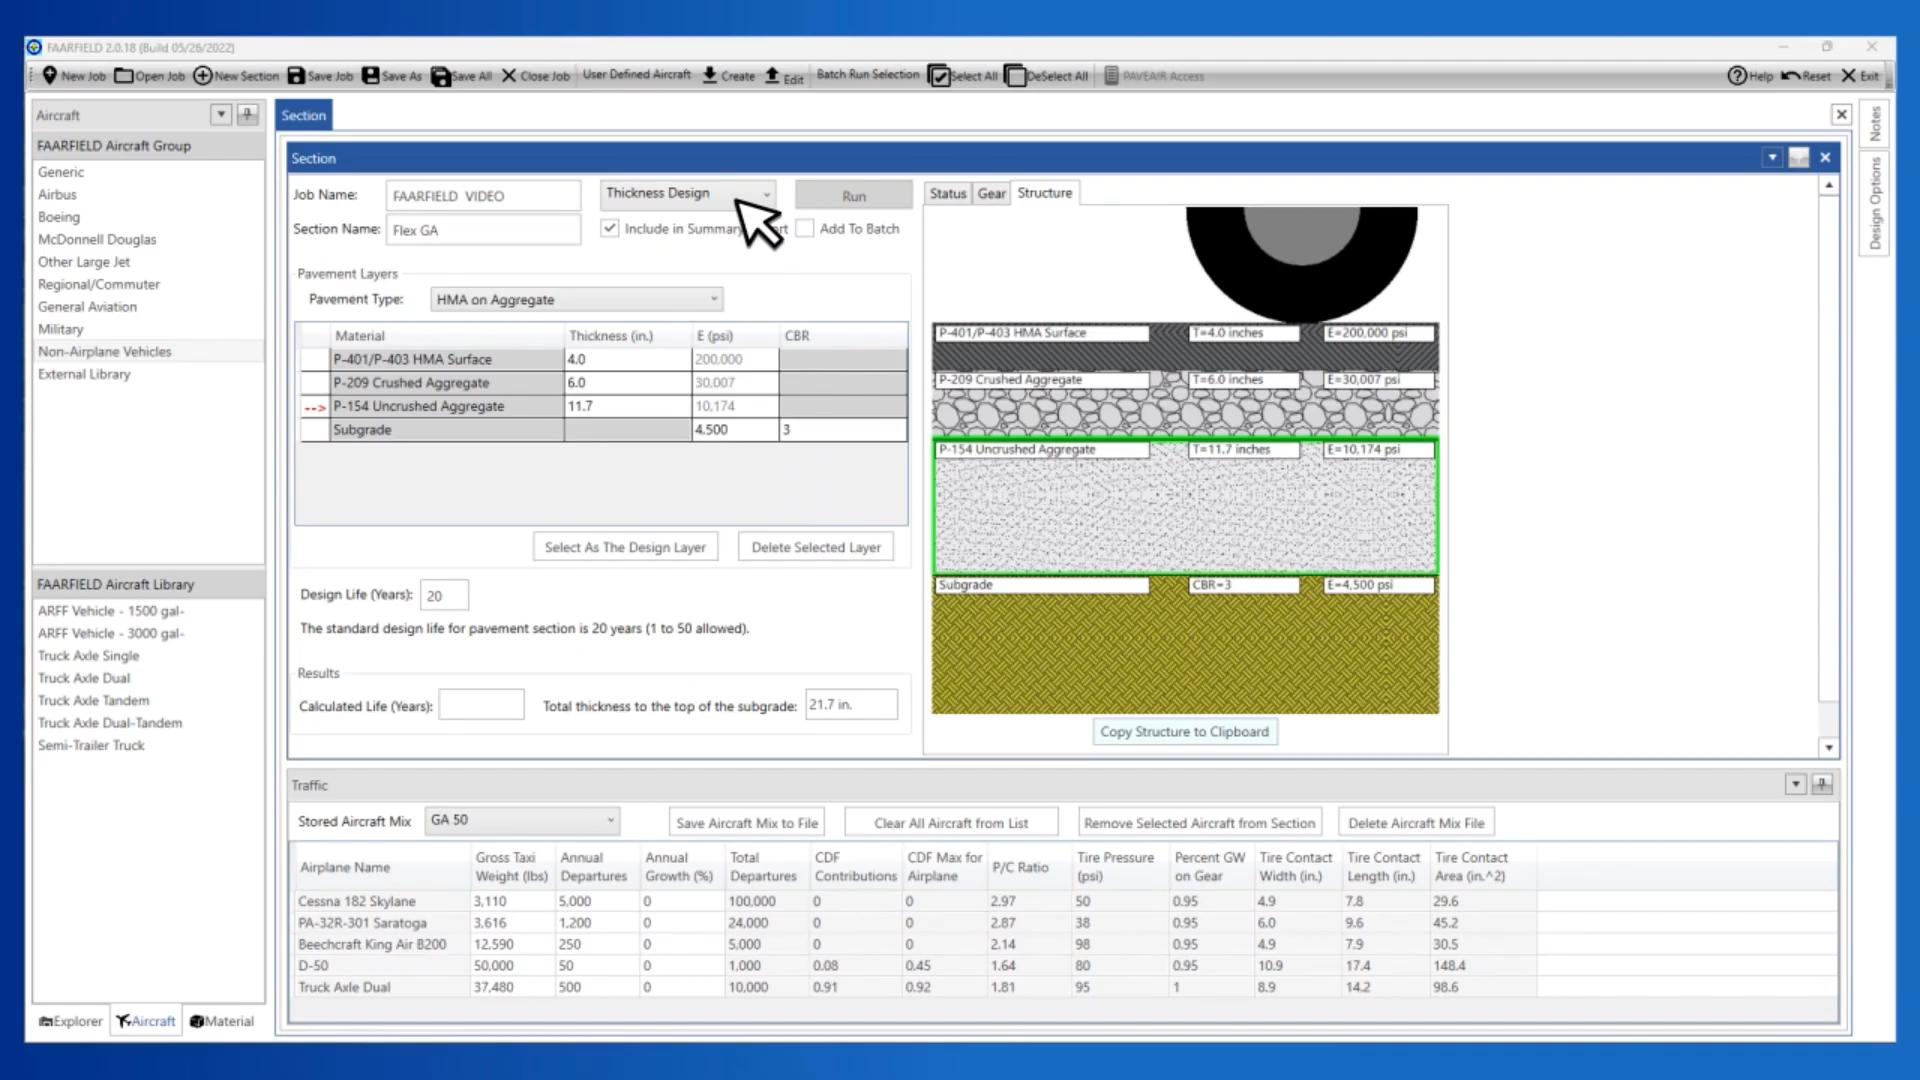 FAARFIELD 2.0.18 (Build 05/26/2022)
New Job Open Job New Section Save Job Save As Save All Close Job User Defined Aircraft Create Edit Batch Run Selection Select All DeSelect All PAVEAIR Access Help Reset Exit
Aircraft
FAARFIELD Aircraft Group
Generic
Airbus
Boeing
McDonnell Douglas
Other Large Jet
Regional/Commuter
General Aviation
Military
Non-Airplane Vehicles
External Library
FAARFIELD Aircraft Library
ARFF Vehicle - 1500 gal-
ARFF Vehicle - 3000 gal-
Truck Axle Single
Truck Axle Dual
Truck Axle Tandem
Truck Axle Dual-Tandem
Semi-Trailer Truck
Explorer Aircraft Material
Section
Section
Job Name: FAARFIELD VIDEO Thickness Design Run
Section Name: Flex GA Include in Summary rt Add To Batch
Pavement Layers
Pavement Type: HMA on Aggregate
Material Thickness (in.) E (psi) CBR
P-401/P-403 HMA Surface 4.0 200,000
P-209 Crushed Aggregate 6.0 30,007
--> P-154 Uncrushed Aggregate 11.7 10,174
Subgrade 4,500 3
Select As The Design Layer Delete Selected Layer
Design Life (Years): 20
The standard design life for pavement section is 20 years (1 to 50 allowed).
Results
Calculated Life (Years): Total thickness to the top of the subgrade: 21.7 in.
Status Gear Structure
P-401/P-403 HMA Surface T=4.0 inches E=200,000 psi
P-209 Crushed Aggregate T=6.0 inches E=30,007 psi
P-154 Uncrushed Aggregate T=11.7 inches E=10,174 psi
Subgrade CBR=3 E=4,500 psi
Copy Structure to Clipboard
Notes
Design Options
Traffic
Stored Aircraft Mix GA 50 Save Aircraft Mix to File Clear All Aircraft from List Remove Selected Aircraft from Section Delete Aircraft Mix File
Airplane Name Gross Taxi Weight (lbs) Annual Departures Annual Growth (%) Total Departures CDF Contributions CDF Max for Airplane P/C Ratio Tire Pressure (psi) Percent GW on Gear Tire Contact Width (in.) Tire Contact Length (in.) Tire Contact Area (in.^2)
Cessna 182 Skylane 3,110 5,000 0 100,000 0 0 2.97 50 0.95 4.9 7.8 29.6
PA-32R-301 Saratoga 3,616 1,200 0 24,000 0 0 2.87 38 0.95 6.0 9.6 45.2
Beechcraft King Air B200 12,590 250 0 5,000 0 0 2.14 98 0.95 4.9 7.9 30.5
D-50 50,000 50 0 1,000 0.08 0.45 1.64 80 0.95 10.9 17.4 148.4
Truck Axle Dual 37,480 500 0 10,000 0.91 0.92 1.81 95 1 8.9 14.2 98.6